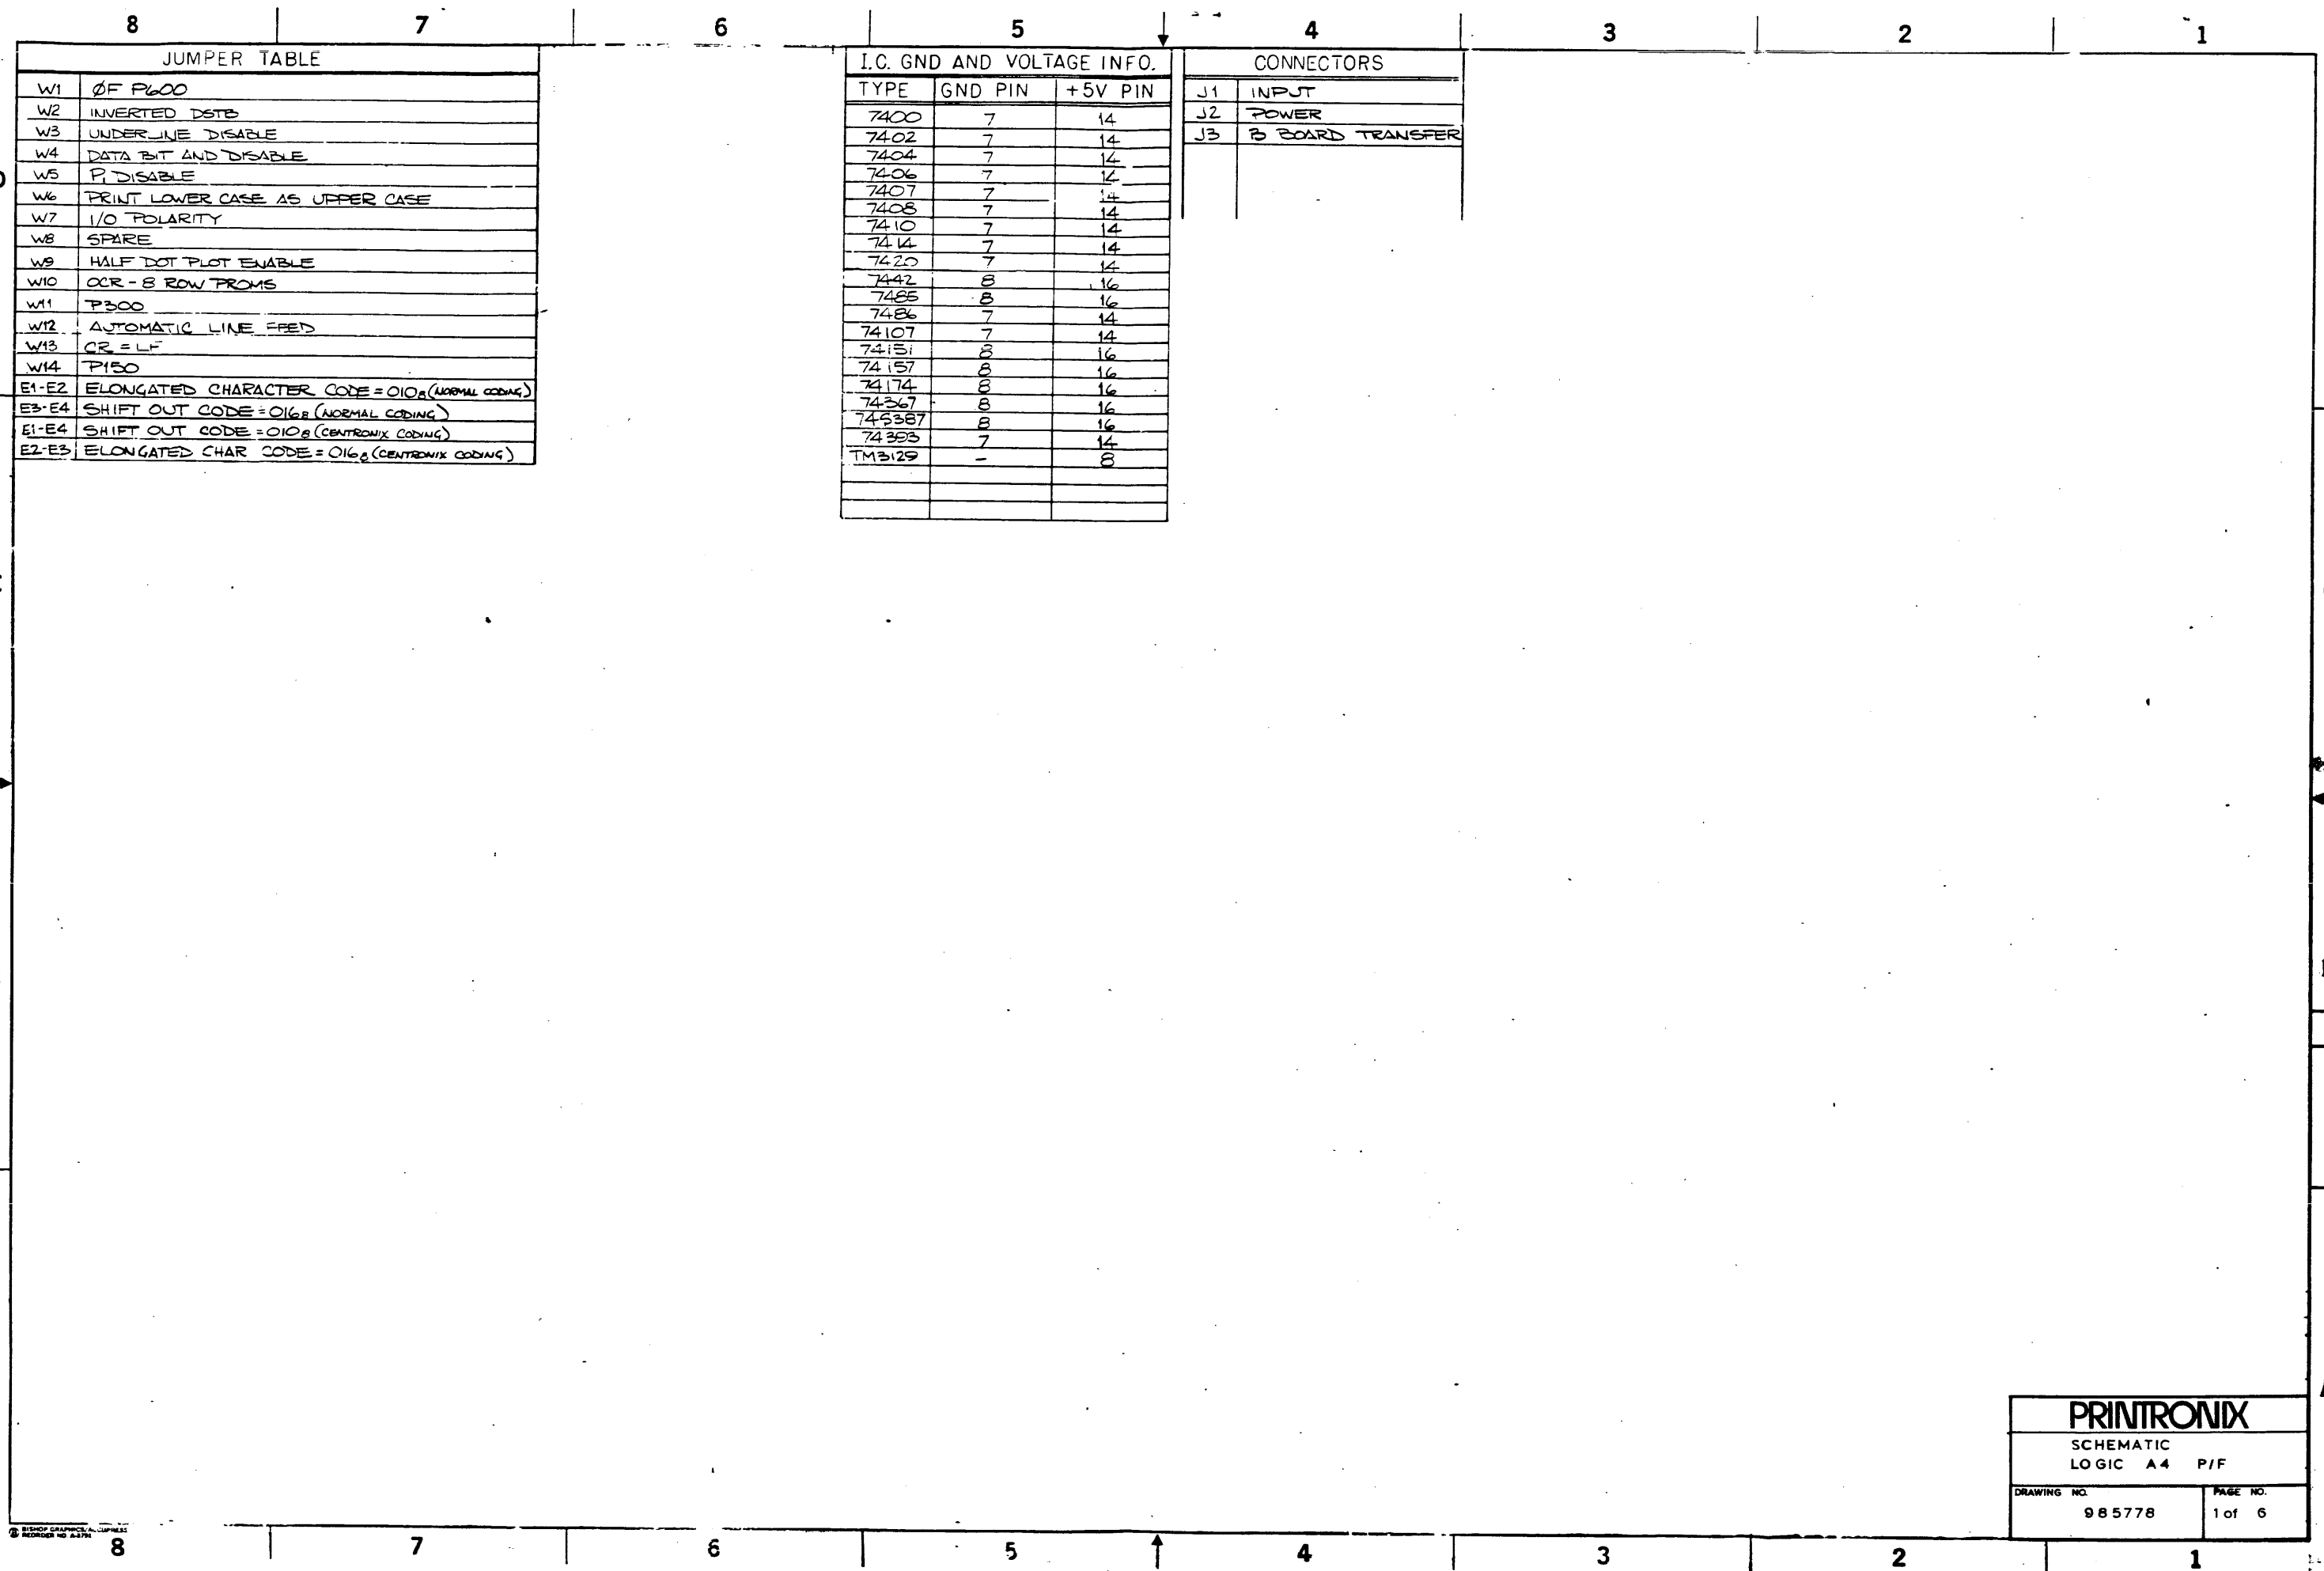 8 7 6 5 4 3 2 1
JUMPER TABLE
W1 ØF P600
W2 INVERTED DSTB
W3 UNDERLINE DISABLE
W4 DATA BIT AND DISABLE
W5 P, DISABLE
W6 PRINT LOWER CASE AS UPPER CASE
W7 I/O POLARITY
W8 SPARE
W9 HALF DOT PLOT ENABLE
W10 OCR - 8 ROW PROMS
W11 P300
W12 AUTOMATIC LINE FEED
W13 CR = LF
W14 P150
E1-E2 ELONGATED CHARACTER CODE = 010₈ (NORMAL CODING)
E3-E4 SHIFT OUT CODE = 016₈ (NORMAL CODING)
E1-E4 SHIFT OUT CODE = 010₈ (CENTRONIX CODING)
E2-E3 ELONGATED CHAR CODE = 016₈ (CENTRONIX CODING)
I.C. GND AND VOLTAGE INFO.
TYPE GND PIN +5V PIN
7400 7 14
7402 7 14
7404 7 14
7406 7 14
7407 7 14
7408 7 14
7410 7 14
7414 7 14
7420 7 14
7442 8 16
7485 8 16
7486 7 14
74107 7 14
74151 8 16
74157 8 16
74174 8 16
74367 8 16
74S387 8 16
74393 7 14
TM3129 - 8
CONNECTORS
J1 INPUT
J2 POWER
J3 B BOARD TRANSFER
PRINTRONIX
SCHEMATIC
LOGIC A4 P/F
DRAWING NO. PAGE NO.
985778 1 of 6
BISHOP GRAPHICS/ACCUPRESS
REORDER NO.
8 7 6 5 4 3 2 1